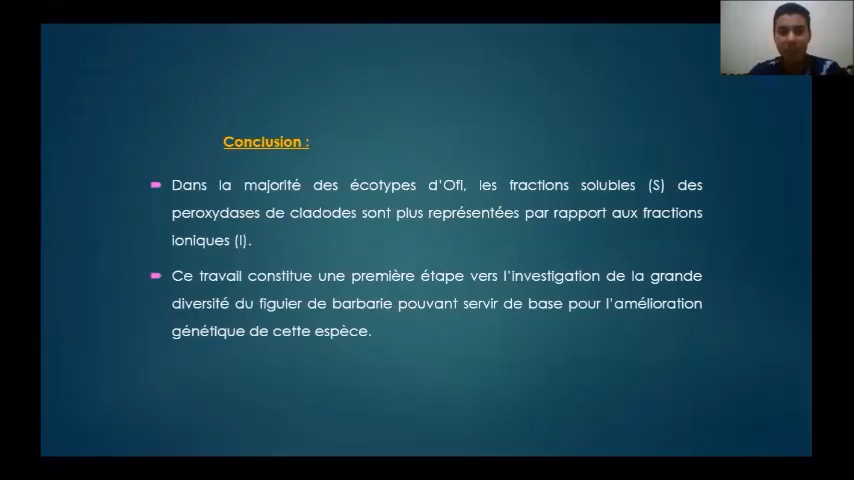 Conclusion :
Dans la majorité des écotypes d'Ofi, les fractions solubles (S) des
peroxydases de cladodes sont plus représentées par rapport aux fractions
ioniques (I).
Ce travail constitue une première étape vers l'investigation de la grande
diversité du figuier de barbarie pouvant servir de base pour l'amélioration
génétique de cette espèce.